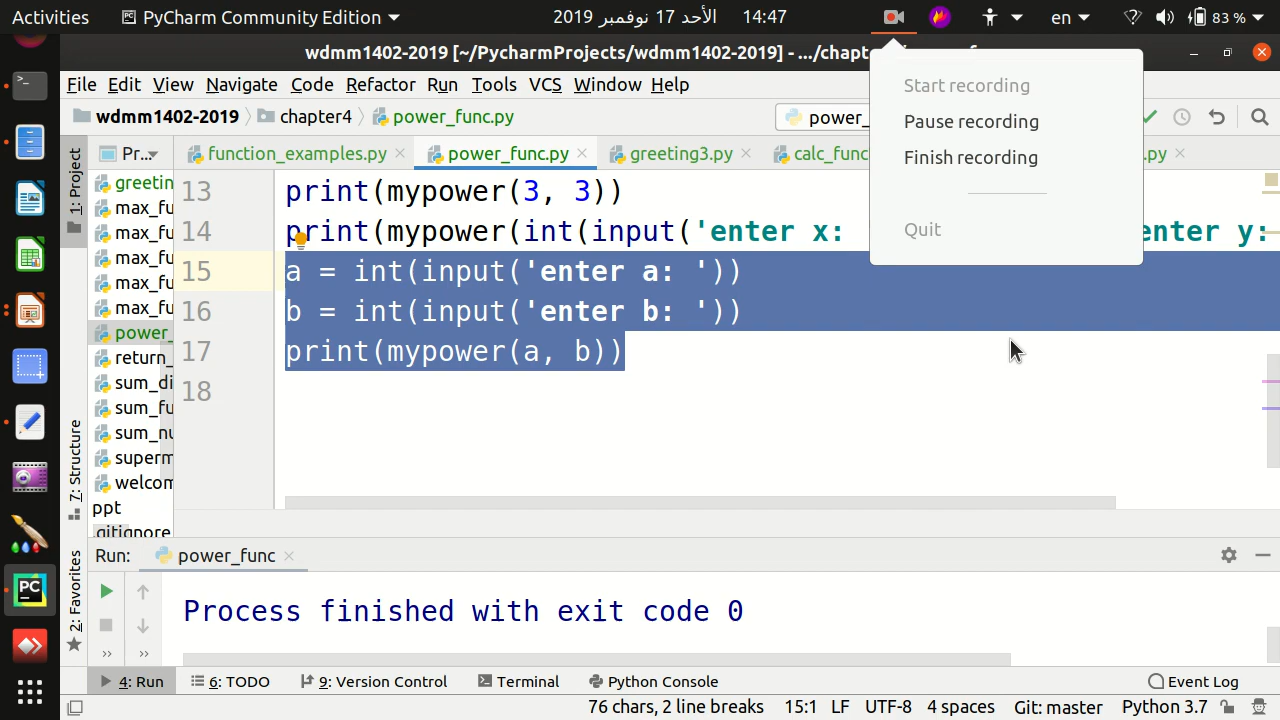 Activities
PyCharm Community Edition
الأحد 17 نوفمبر 2019
14:47
en
83 %
wdmm1402-2019 [~/PycharmProjects/wdmm1402-2019] - .../chapt
Start recording
Pause recording
Finish recording
Quit
File Edit View Navigate Code Refactor Run Tools VCS Window Help
wdmm1402-2019
chapter4
power_func.py
power_
1: Project
Pr...
function_examples.py
power_func.py
greeting3.py
calc_func
.py
greetin
max_fu
max_fu
max_fu
max_fu
max_fu
power_
return_
sum_di
sum_fu
sum_nu
superm
welcom
ppt
.gitignore
13 print(mypower(3, 3))
14 print(mypower(int(input('enter x: enter y:
15 a = int(input('enter a: '))
16 b = int(input('enter b: '))
17 print(mypower(a, b))
18
7: Structure
2: Favorites
Run: power_func
Process finished with exit code 0
4: Run
6: TODO
9: Version Control
Terminal
Python Console
Event Log
76 chars, 2 line breaks 15:1 LF UTF-8 4 spaces Git: master Python 3.7
PC